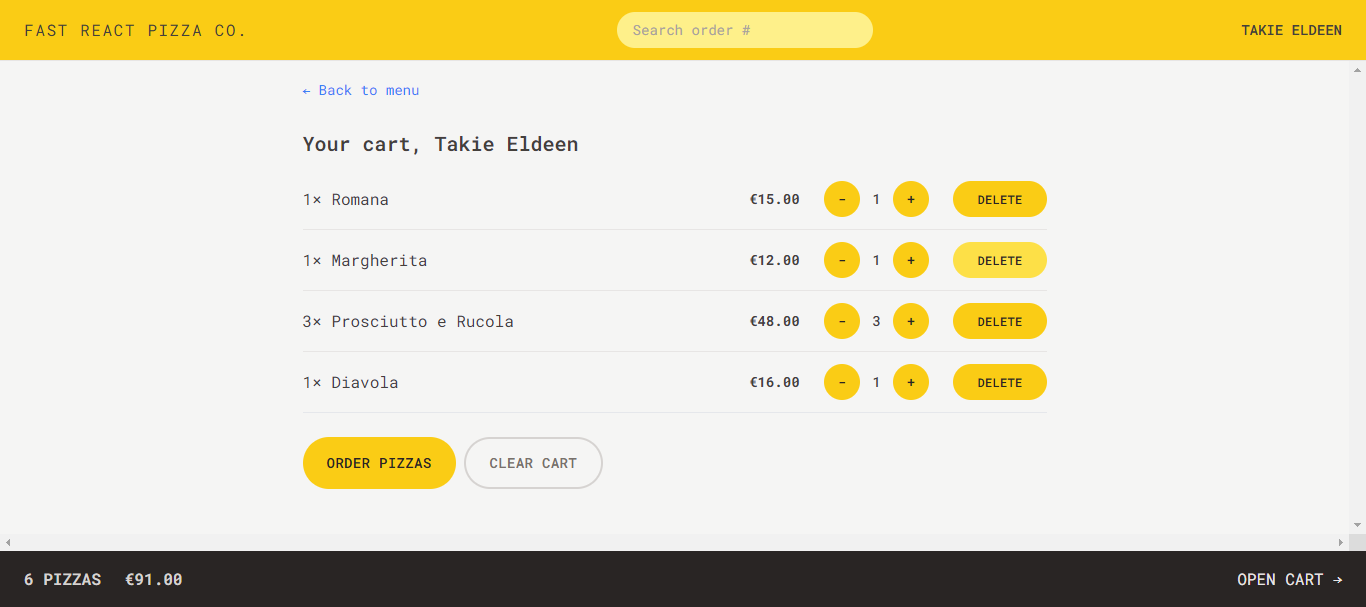 FAST REACT PIZZA CO. Search order # TAKIE ELDEEN
← Back to menu
Your cart, Takie Eldeen
1× Romana €15.00 - 1 + DELETE
1× Margherita €12.00 - 1 + DELETE
3× Prosciutto e Rucola €48.00 - 3 + DELETE
1× Diavola €16.00 - 1 + DELETE
ORDER PIZZAS CLEAR CART
6 PIZZAS €91.00 OPEN CART →